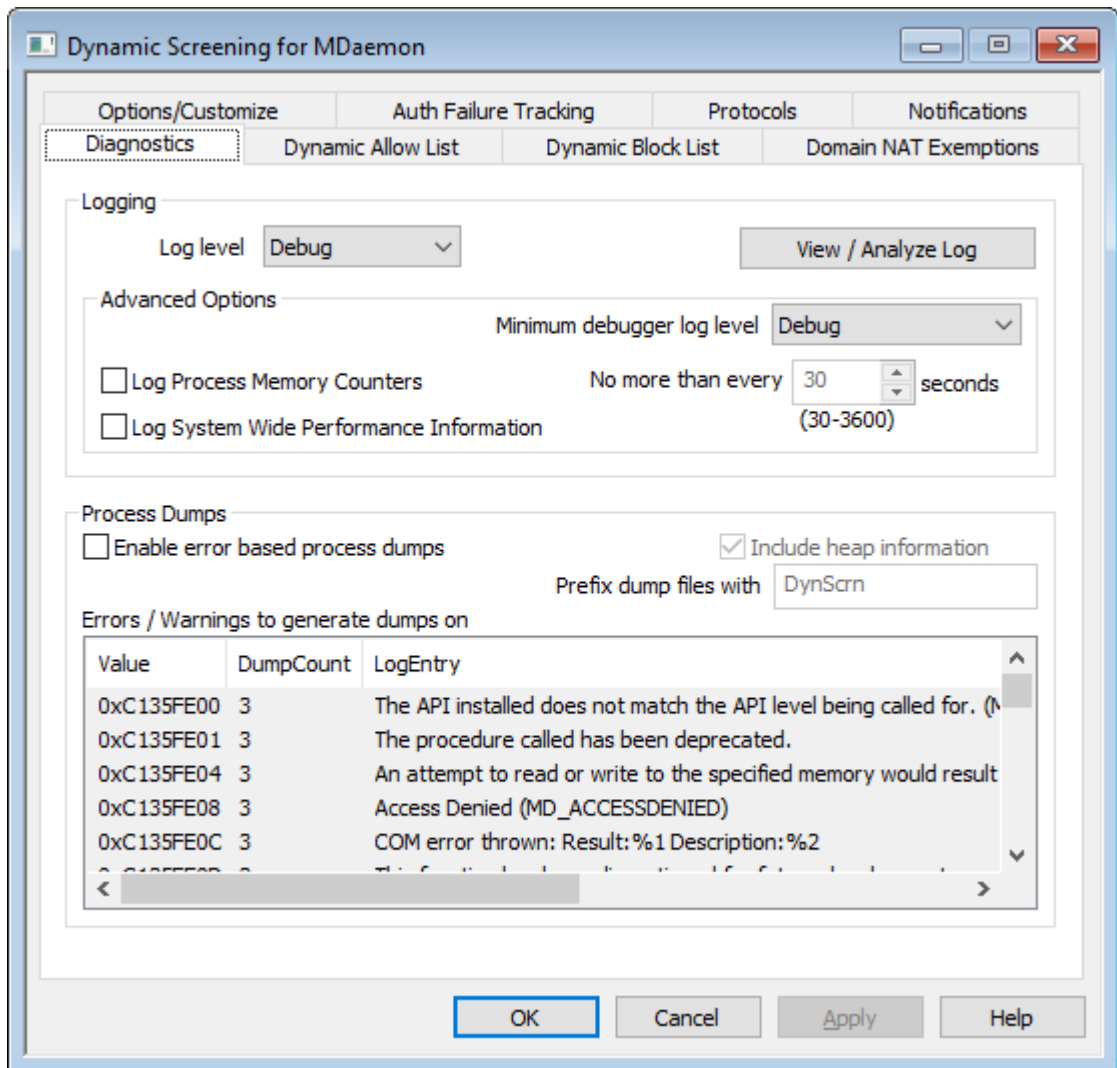 Dynamic Screening for MDaemon
Options/Customize Auth Failure Tracking Protocols Notifications
Diagnostics Dynamic Allow List Dynamic Block List Domain NAT Exemptions
Logging
Log level Debug View / Analyze Log
Advanced Options
Minimum debugger log level Debug
Log Process Memory Counters No more than every 30 seconds
Log System Wide Performance Information (30-3600)
Process Dumps
Enable error based process dumps Include heap information
Prefix dump files with DynScrn
Errors / Warnings to generate dumps on
Value DumpCount LogEntry
0xC135FE00 3 The API installed does not match the API level being called for.
0xC135FE01 3 The procedure called has been deprecated.
0xC135FE04 3 An attempt to read or write to the specified memory would result
0xC135FE08 3 Access Denied (MD_ACCESSDENIED)
0xC135FE0C 3 COM error thrown: Result:%1 Description:%2
OK Cancel Apply Help